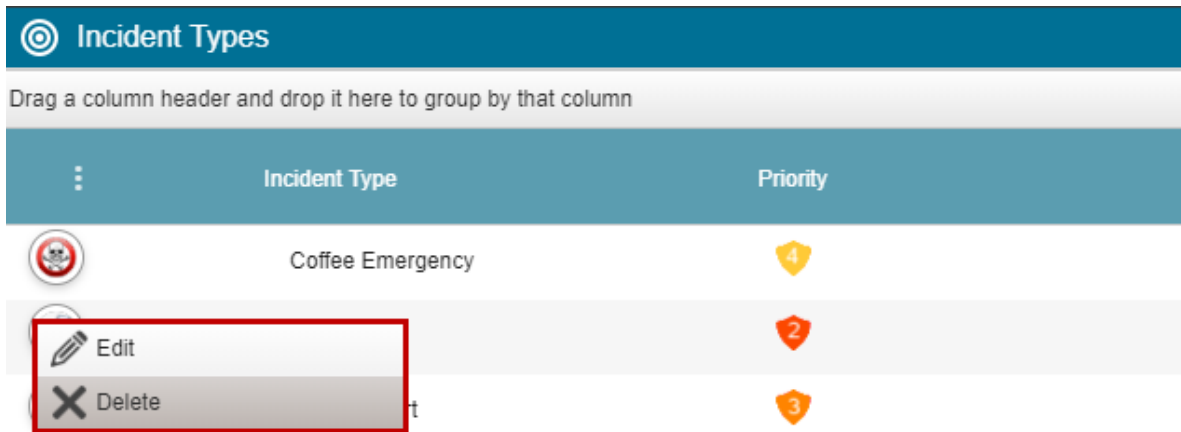 Incident Types
Drag a column header and drop it here to group by that column
Incident Type Priority
Coffee Emergency 4
2
Edit
Delete
3